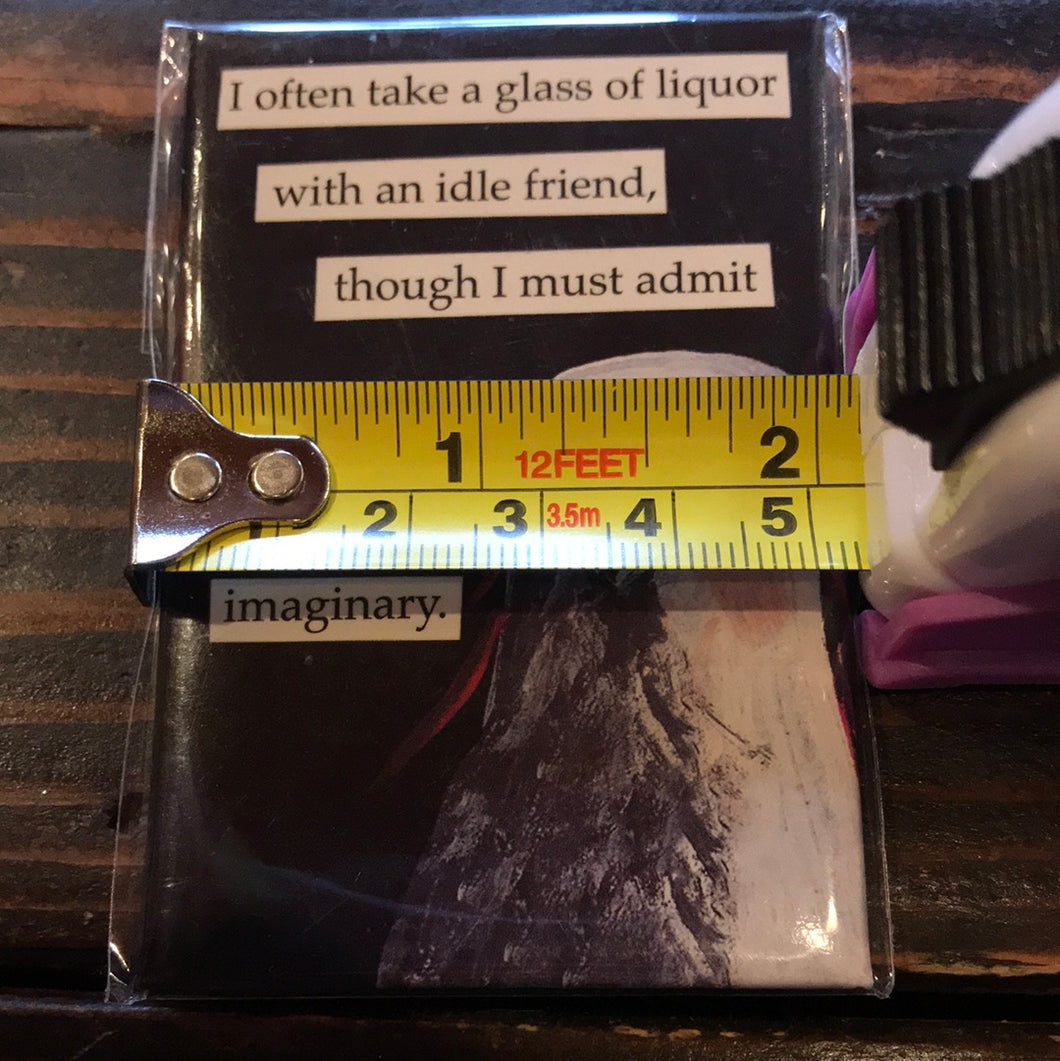 I often take a glass of liquor
with an idle friend,
though I must admit
1 12FEET 2
2 3 3.5m 4 5
imaginary.